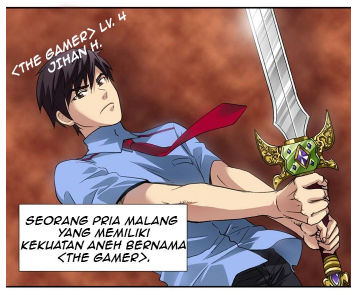 <THE GAMER> LV. 4
JIHAN H.
SEORANG PRIA MALANG
YANG MEMILIKI
KEKUATAN ANEH BERNAMA
<THE GAMER>.